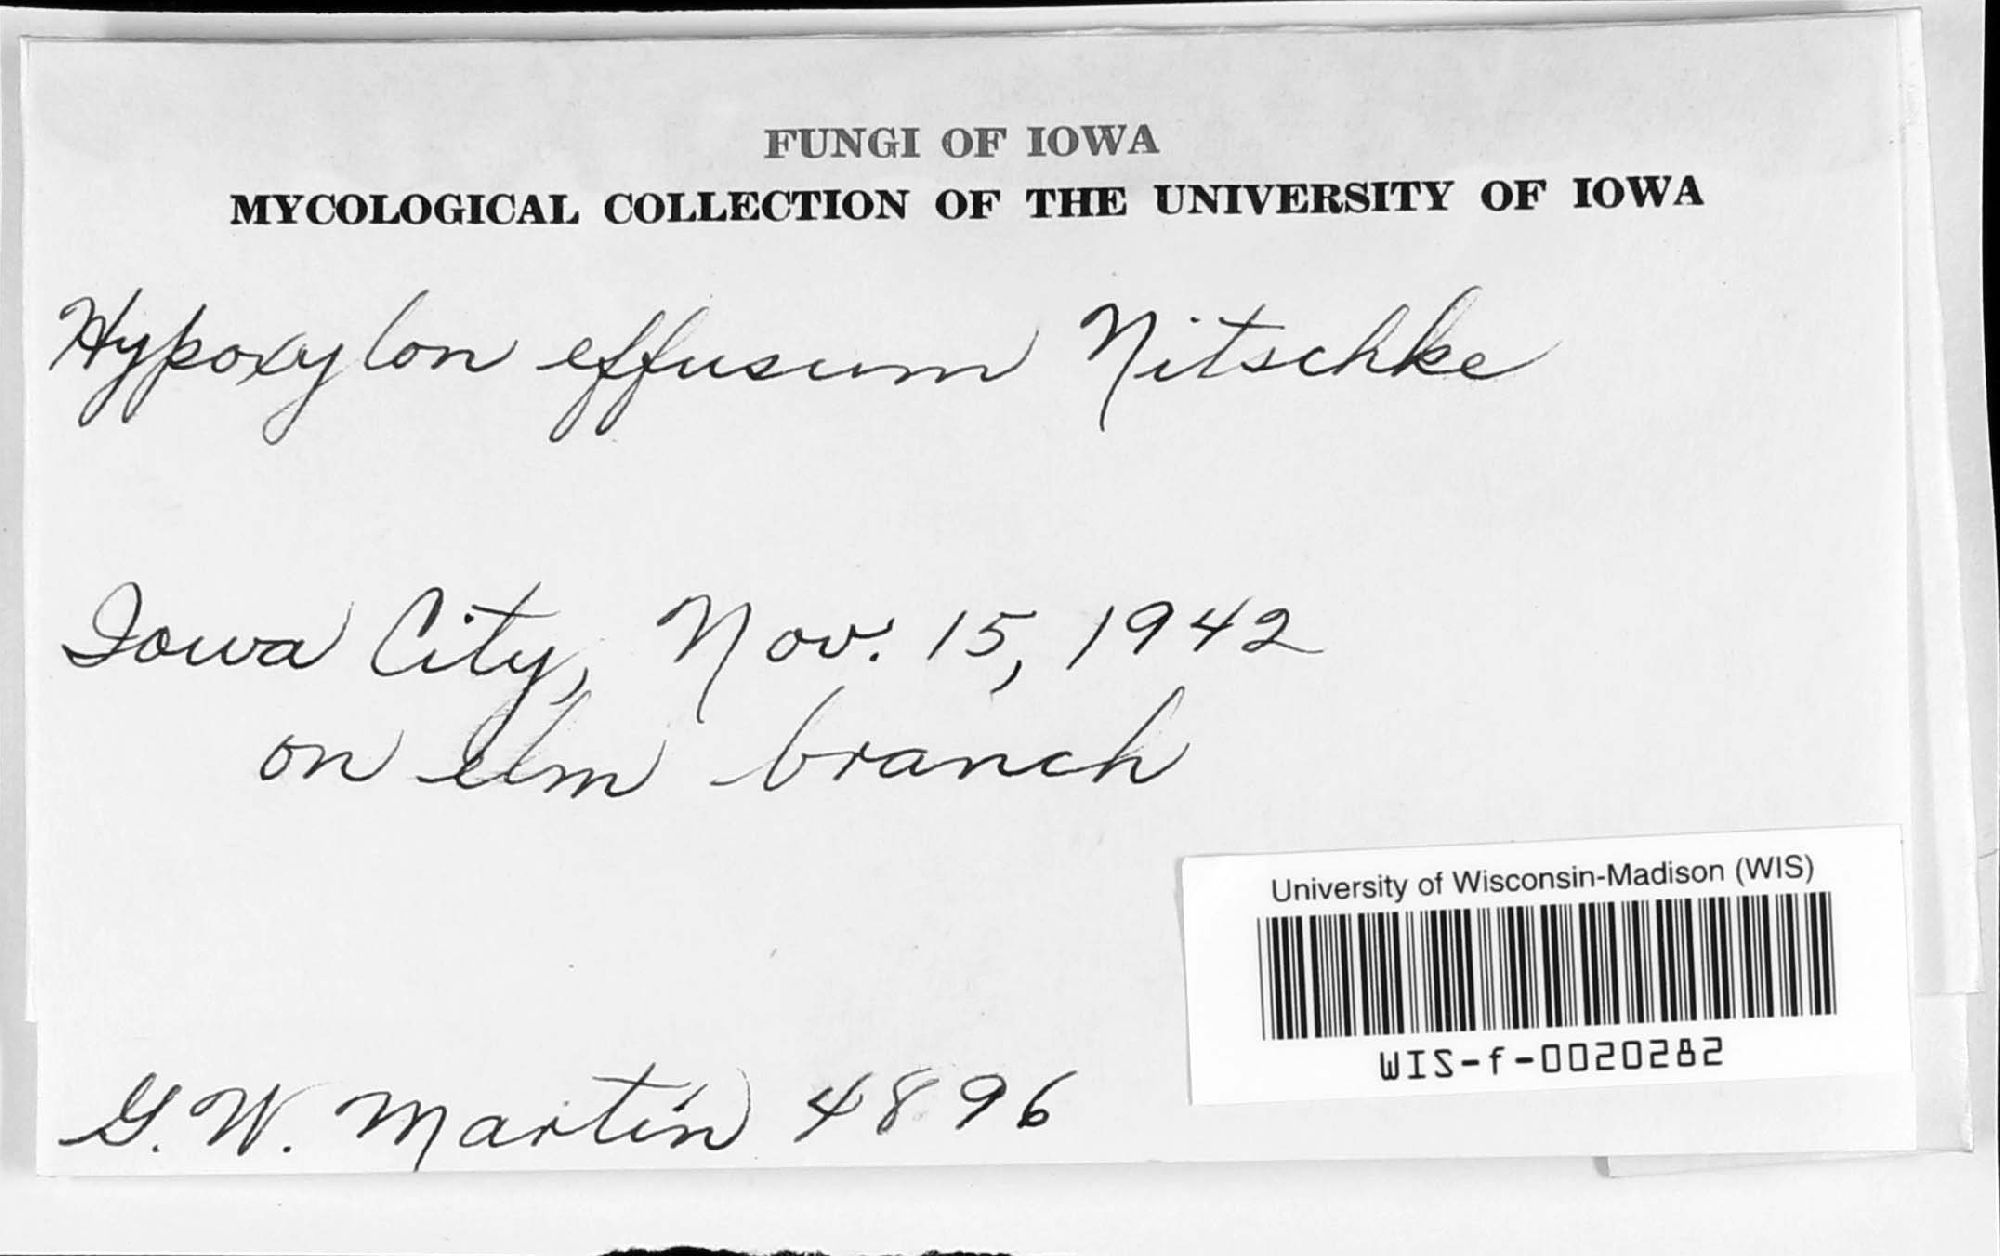 FUNGI OF IOWA
MYCOLOGICAL COLLECTION OF THE UNIVERSITY OF IOWA
Hypoxylon effusum Nitschke
Iowa City, Nov. 15, 1942
on elm branch
University of Wisconsin-Madison (WIS)
WIS-f-0020282
G. W. Martin 4896